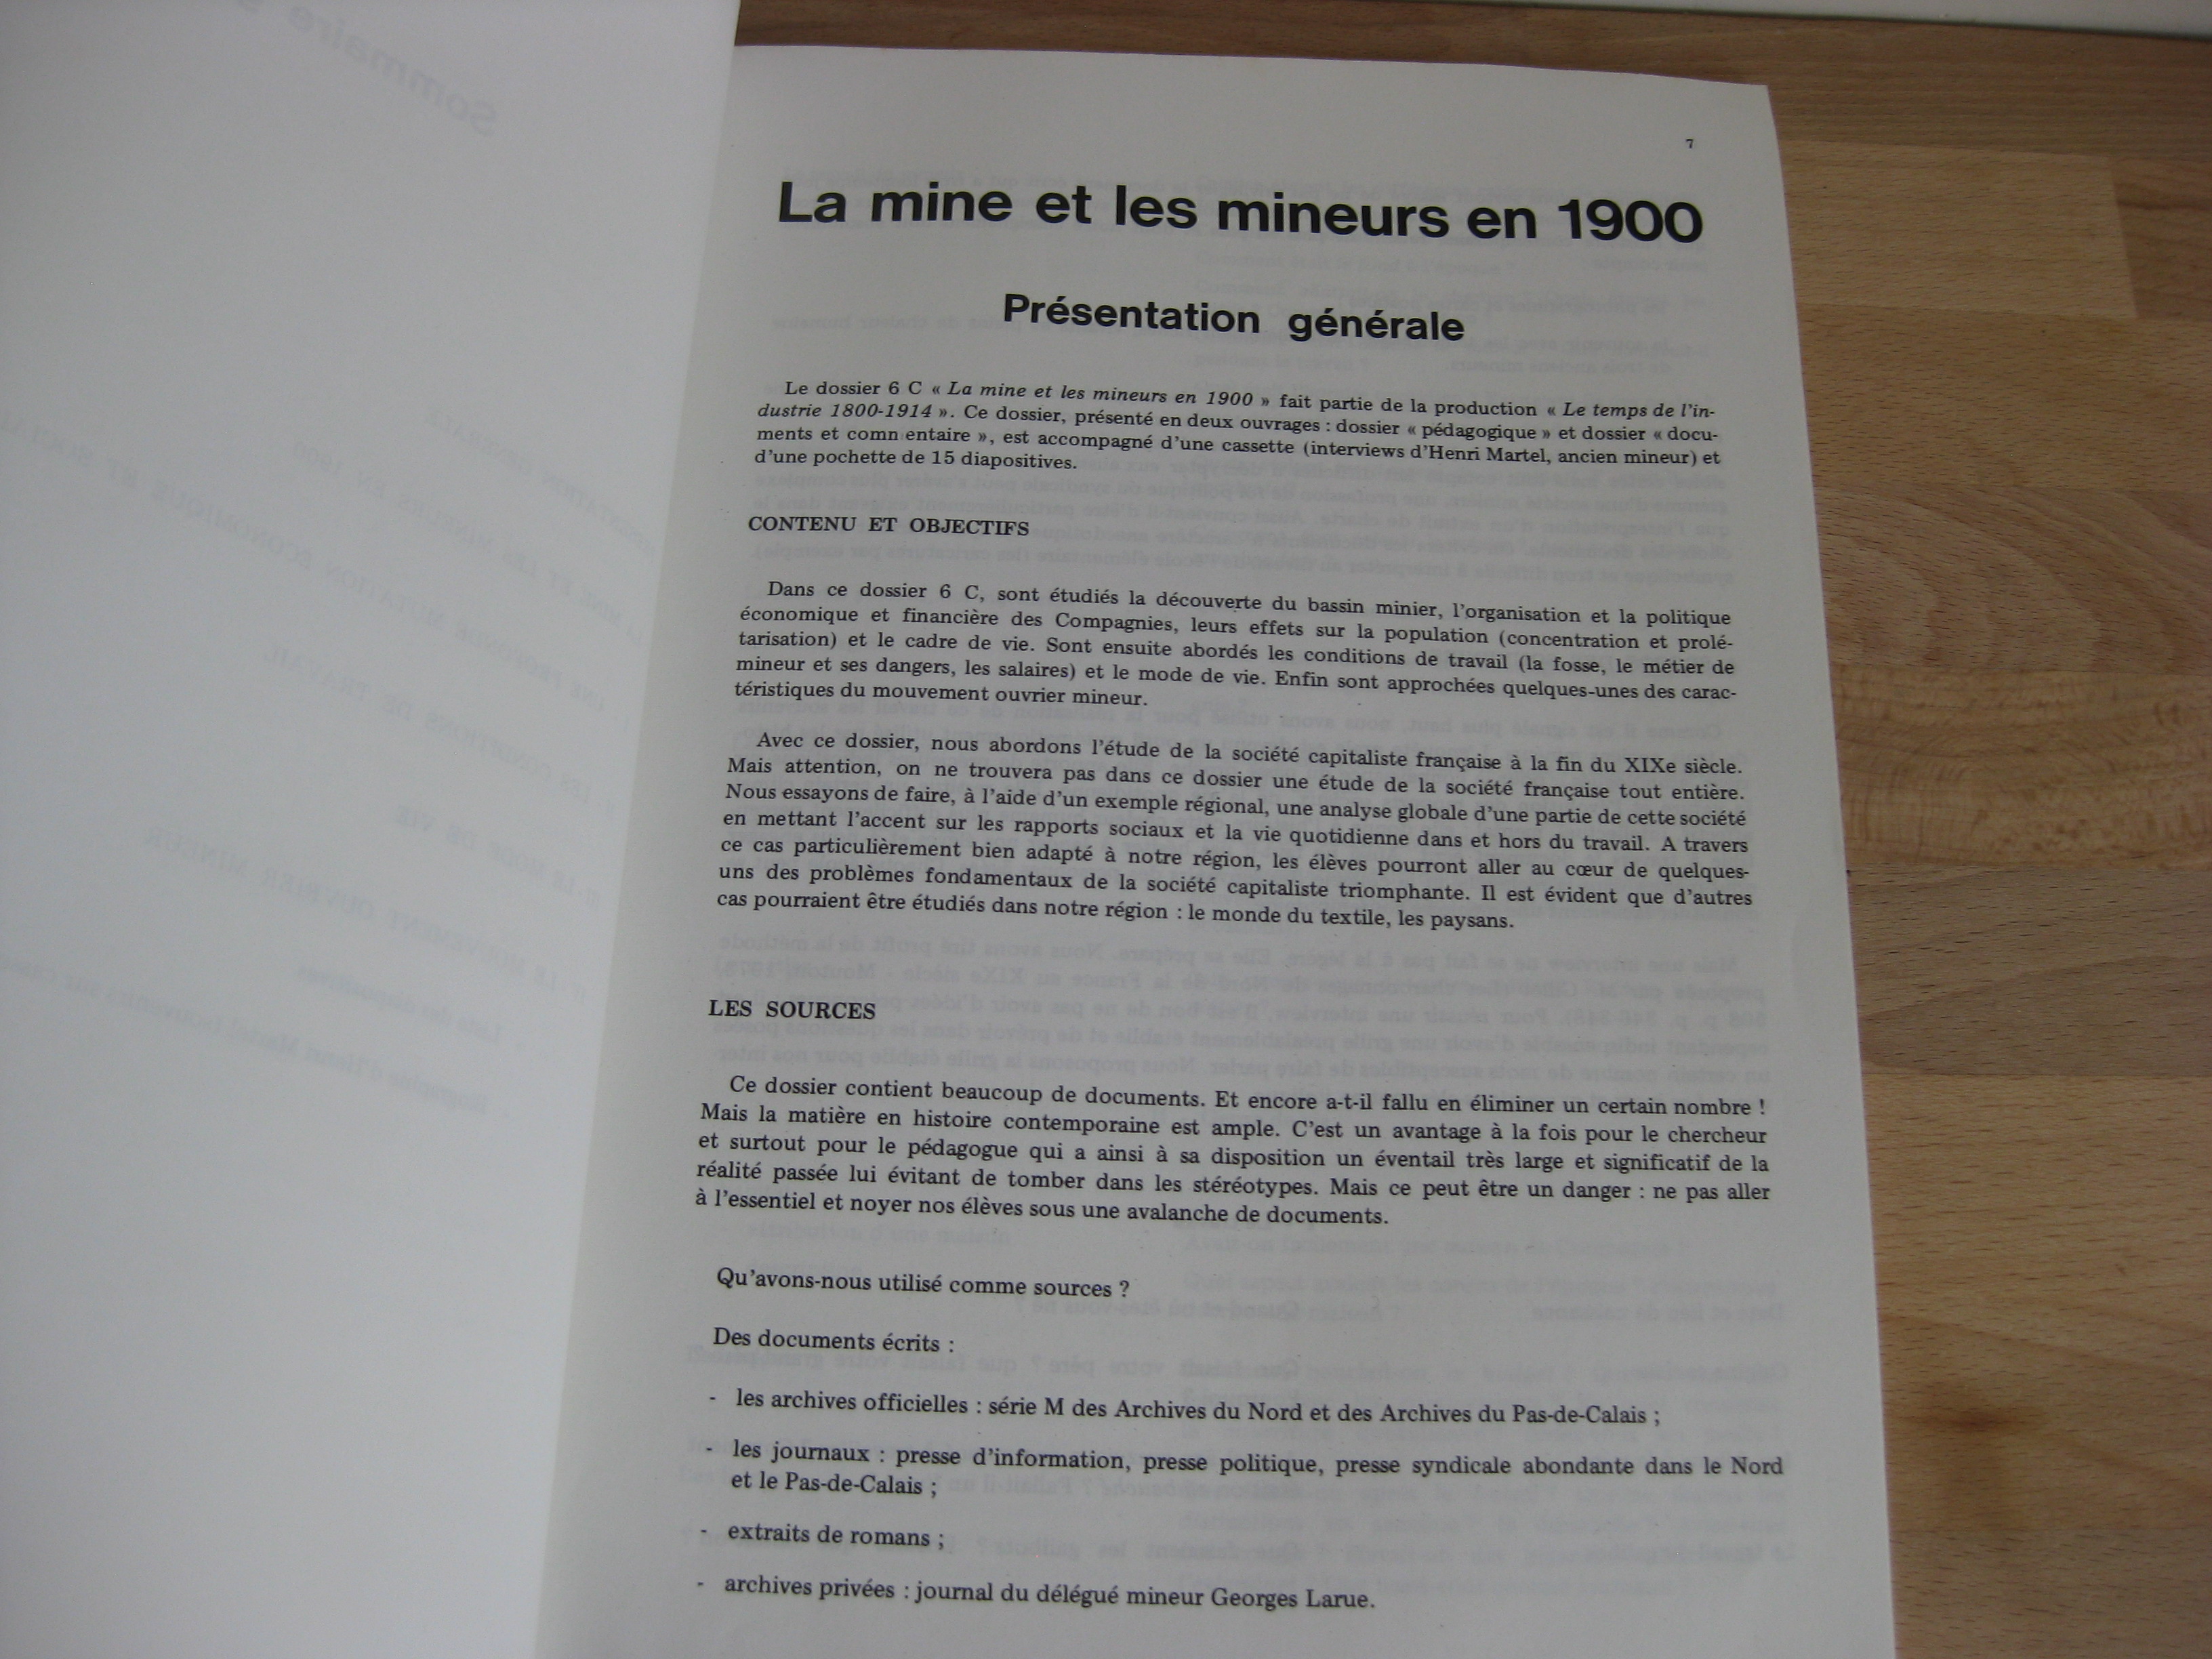 Sommaire
7
La mine et les mineurs en 1900
Présentation générale
Le dossier 6 C « La mine et les mineurs en 1900 » fait partie de la production « Le temps de l'in-
dustrie 1800-1914 ». Ce dossier, présenté en deux ouvrages : dossier « pédagogique » et dossier « docu-
ments et comn entaire », est accompagné d'une cassette (interviews d'Henri Martel, ancien mineur) et
d'une pochette de 15 diapositives.
CONTENU ET OBJECTIFS
Dans ce dossier 6 C, sont étudiés la découverte du bassin minier, l'organisation et la politique
économique et financière des Compagnies, leurs effets sur la population (concentration et prolé-
tarisation) et le cadre de vie. Sont ensuite abordés les conditions de travail (la fosse, le métier de
mineur et ses dangers, les salaires) et le mode de vie. Enfin sont approchées quelques-unes des carac-
téristiques du mouvement ouvrier mineur.
Avec ce dossier, nous abordons l'étude de la société capitaliste française à la fin du XIXe siècle.
Mais attention, on ne trouvera pas dans ce dossier une étude de la société française tout entière.
Nous essayons de faire, à l'aide d'un exemple régional, une analyse globale d'une partie de cette société
en mettant l'accent sur les rapports sociaux et la vie quotidienne dans et hors du travail. A travers
ce cas particulièrement bien adapté à notre région, les élèves pourront aller au cœur de quelques-
uns des problèmes fondamentaux de la société capitaliste triomphante. Il est évident que d'autres
cas pourraient être étudiés dans notre région : le monde du textile, les paysans.
LES SOURCES
Ce dossier contient beaucoup de documents. Et encore a-t-il fallu en éliminer un certain nombre !
Mais la matière en histoire contemporaine est ample. C'est un avantage à la fois pour le chercheur
et surtout pour le pédagogue qui a ainsi à sa disposition un éventail très large et significatif de la
réalité passée lui évitant de tomber dans les stéréotypes. Mais ce peut être un danger : ne pas aller
à l'essentiel et noyer nos élèves sous une avalanche de documents.
Qu'avons-nous utilisé comme sources ?
Des documents écrits :
- les archives officielles : série M des Archives du Nord et des Archives du Pas-de-Calais ;
- les journaux : presse d'information, presse politique, presse syndicale abondante dans le Nord
et le Pas-de-Calais ;
- extraits de romans ;
- archives privées : journal du délégué mineur Georges Larue.